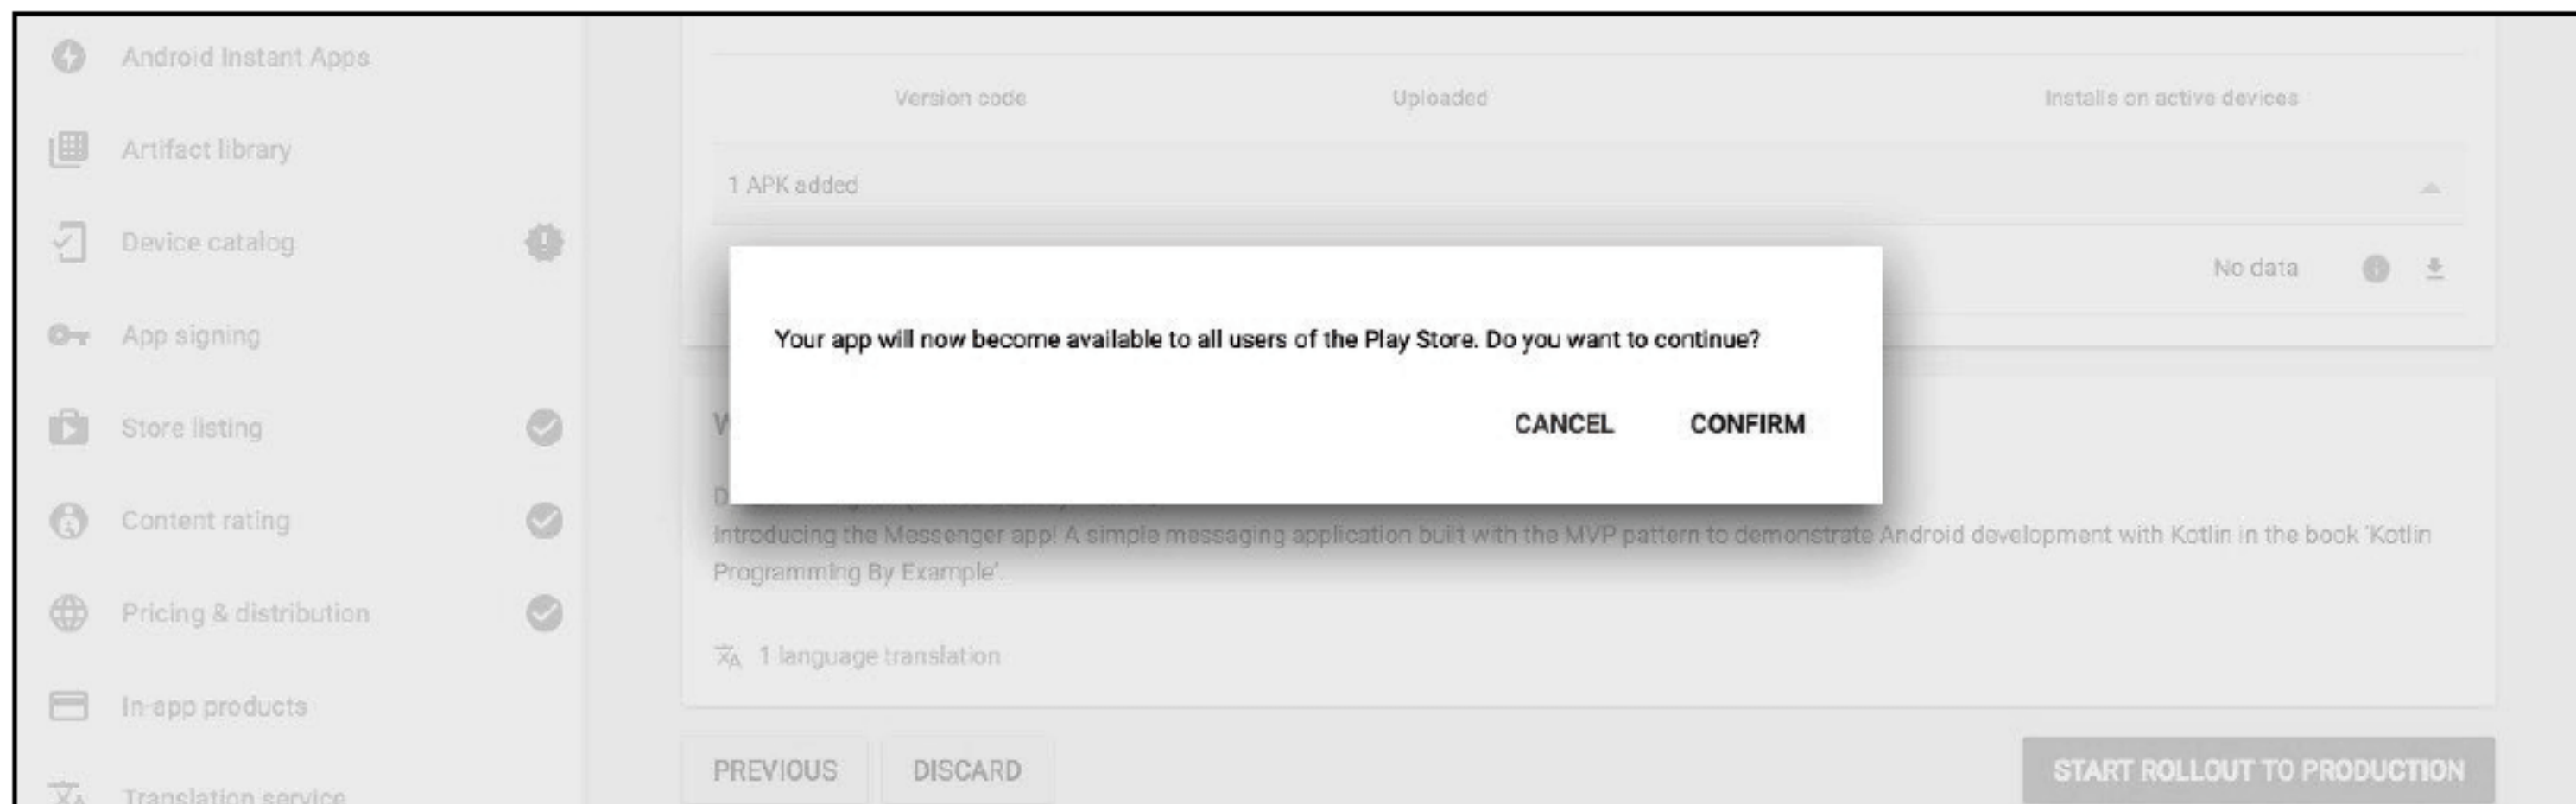 Android Instant Apps
Artifact library
Device catalog
App signing
Store listing
Content rating
Pricing & distribution
In-app products
Translation service
Version code Uploaded Installs on active devices
1 APK added
No data
Your app will now become available to all users of the Play Store. Do you want to continue?
CANCEL CONFIRM
Introducing the Messenger app! A simple messaging application built with the MVP pattern to demonstrate Android development with Kotlin in the book 'Kotlin
Programming By Example'.
1 language translation
PREVIOUS DISCARD START ROLLOUT TO PRODUCTION